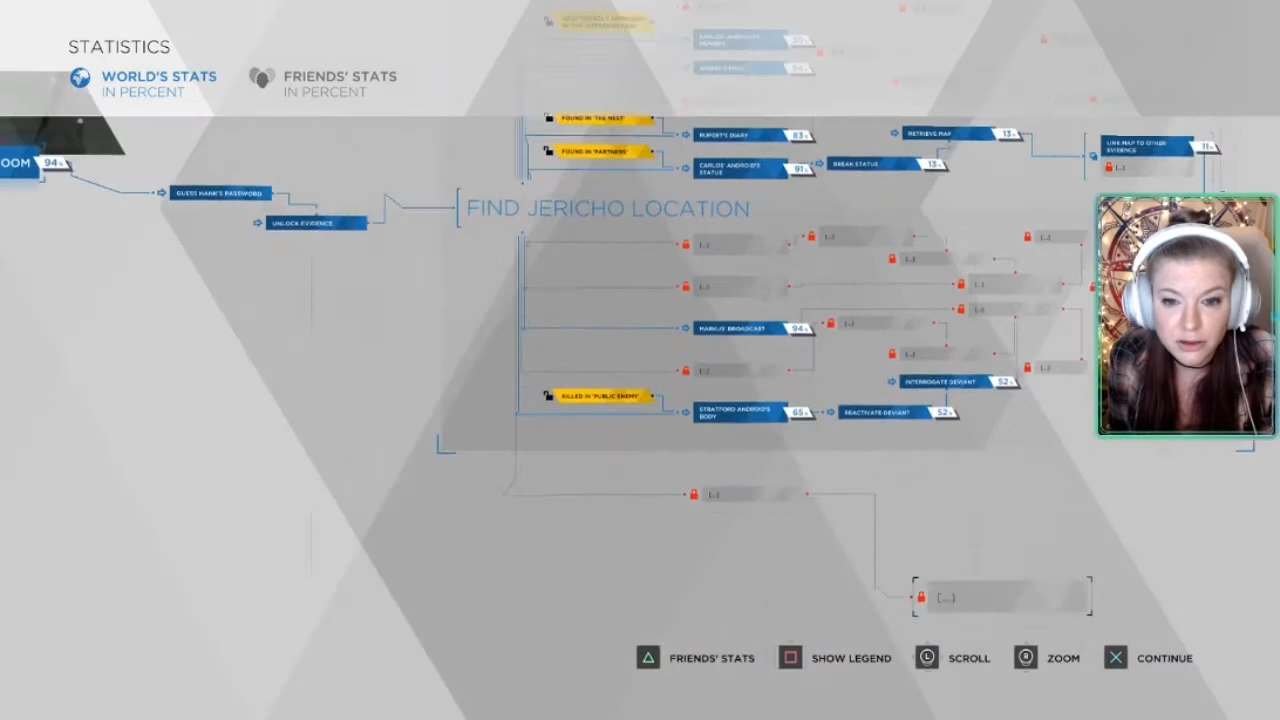 STATISTICS
WORLD'S STATS
IN PERCENT
FRIENDS' STATS
IN PERCENT
FOUND IN 'THE NEST'
RUPERT'S DIARY 83%
RETRIEVE MAP 13%
LINK MAP TO OTHER
EVIDENCE 11%
FOUND IN 'PARTNERS'
CARLOS' ANDROID'S
STATUE 91%
BREAK STATUE 13%
[...]
OOM 94%
GUESS HANK'S PASSWORD
UNLOCK EVIDENCE
FIND JERICHO LOCATION
[...]
[...]
[...]
[...]
[...]
[...]
[...]
MARKUS' BROADCAST 94%
[...]
[...]
[...]
[...]
INTERROGATE DEVIANT 52%
KILLED IN 'PUBLIC ENEMY'
STRATFORD ANDROID'S
BODY 65%
REACTIVATE DEVIANT 52%
[...]
[...]
FRIENDS' STATS
SHOW LEGEND
L SCROLL
R ZOOM
CONTINUE